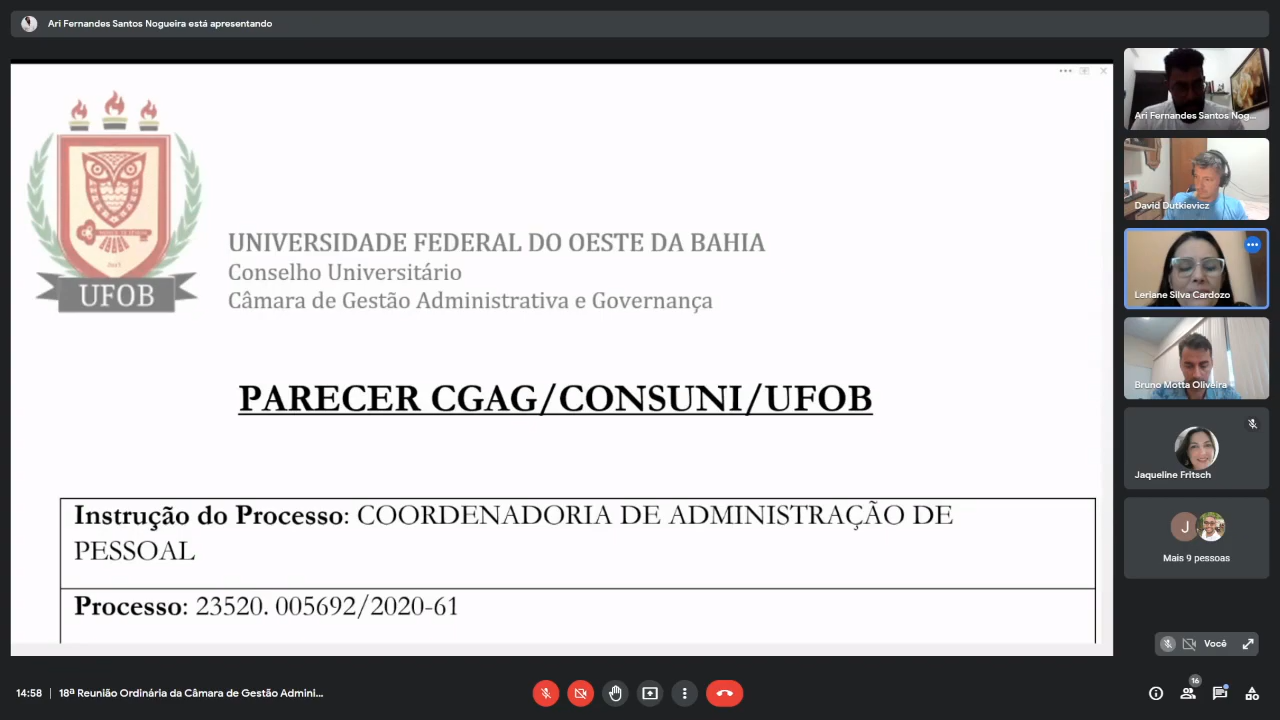 Ari Fernandes Santos Nogueira está apresentando
UFOB
UNIVERSIDADE FEDERAL DO OESTE DA BAHIA
Conselho Universitário
Câmara de Gestão Administrativa e Governança
PARECER CGAG/CONSUNI/UFOB
Instrução do Processo: COORDENADORIA DE ADMINISTRAÇÃO DE
PESSOAL
Processo: 23520. 005692/2020-61
Ari Fernandes Santos Nog...
David Dutkievicz
Leriane Silva Cardozo
Bruno Motta Oliveira
Jaqueline Fritsch
J
Mais 9 pessoas
Você
14:58 | 18ª Reunião Ordinária da Câmara de Gestão Admini...
16